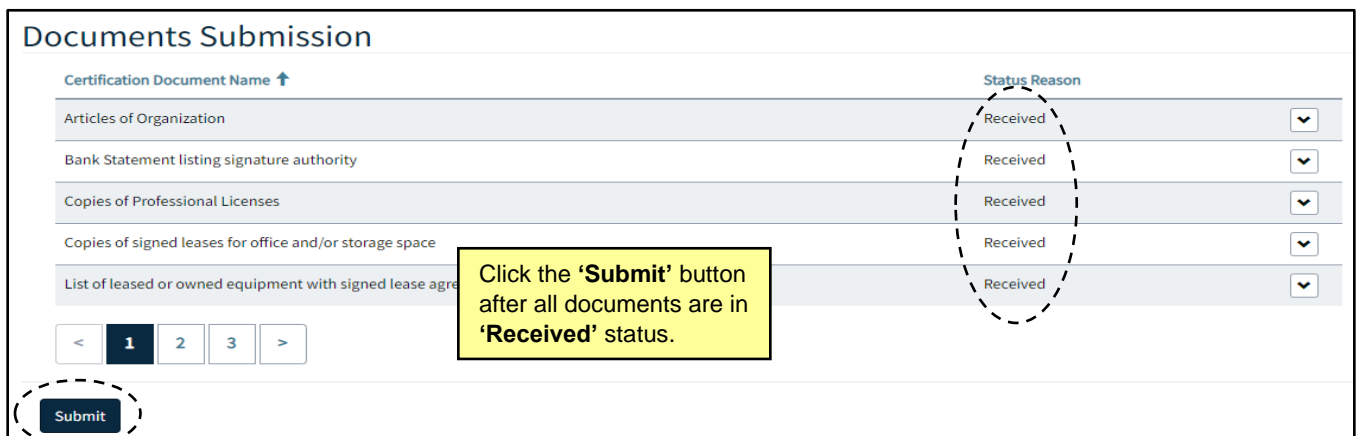 Documents Submission
Certification Document Name ↑ Status Reason
Articles of Organization Received
Bank Statement listing signature authority Received
Copies of Professional Licenses Received
Copies of signed leases for office and/or storage space Received
List of leased or owned equipment with signed lease Received
Click the ‘Submit’ button
after all documents are in
‘Received’ status.
< 1 2 3 >
Submit